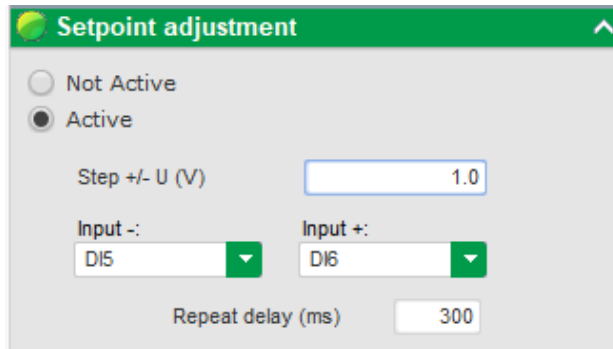 Setpoint adjustment
Not Active
Active
Step +/- U (V) 1.0
Input -: Input +:
DI5 DI6
Repeat delay (ms) 300